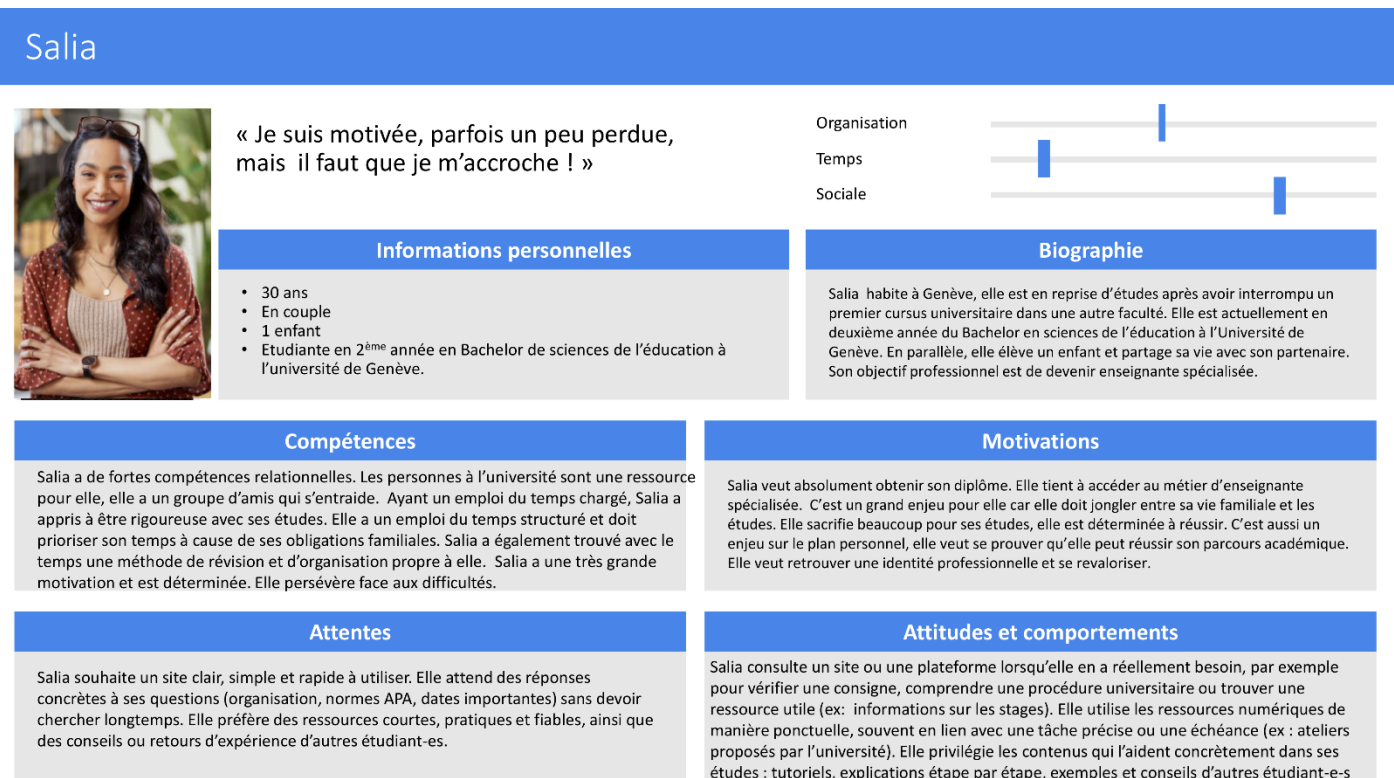 Salia
« Je suis motivée, parfois un peu perdue,
mais  il faut que je m’accroche ! »
Organisation
Temps
Sociale
Informations personnelles
• 30 ans
• En couple
• 1 enfant
• Etudiante en 2ème année en Bachelor de sciences de l’éducation à
l’université de Genève.
Biographie
Salia  habite à Genève, elle est en reprise d’études après avoir interrompu un
premier cursus universitaire dans une autre faculté. Elle est actuellement en
deuxième année du Bachelor en sciences de l’éducation à l’Université de
Genève. En parallèle, elle élève un enfant et partage sa vie avec son partenaire.
Son objectif professionnel est de devenir enseignante spécialisée.
Compétences
Salia a de fortes compétences relationnelles. Les personnes à l’université sont une ressource
pour elle, elle a un groupe d’amis qui s’entraide.  Ayant un emploi du temps chargé, Salia a
appris à être rigoureuse avec ses études. Elle a un emploi du temps structuré et doit
prioriser son temps à cause de ses obligations familiales. Salia a également trouvé avec le
temps une méthode de révision et d’organisation propre à elle.  Salia a une très grande
motivation et est déterminée. Elle persévère face aux difficultés.
Motivations
Salia veut absolument obtenir son diplôme. Elle tient à accéder au métier d’enseignante
spécialisée.  C’est un grand enjeu pour elle car elle doit jongler entre sa vie familiale et les
études. Elle sacrifie beaucoup pour ses études, elle est déterminée à réussir. C’est aussi un
enjeu sur le plan personnel, elle veut se prouver qu’elle peut réussir son parcours académique.
Elle veut retrouver une identité professionnelle et se revaloriser.
Attentes
Salia souhaite un site clair, simple et rapide à utiliser. Elle attend des réponses
concrètes à ses questions (organisation, normes APA, dates importantes) sans devoir
chercher longtemps. Elle préfère des ressources courtes, pratiques et fiables, ainsi que
des conseils ou retours d’expérience d’autres étudiant-es.
Attitudes et comportements
Salia consulte un site ou une plateforme lorsqu’elle en a réellement besoin, par exemple
pour vérifier une consigne, comprendre une procédure universitaire ou trouver une
ressource utile (ex:  informations sur les stages). Elle utilise les ressources numériques de
manière ponctuelle, souvent en lien avec une tâche précise ou une échéance (ex : ateliers
proposés par l’université). Elle privilégie les contenus qui l’aident concrètement dans ses
études : tutoriels, explications étape par étape, exemples et conseils d’autres étudiant-e-s